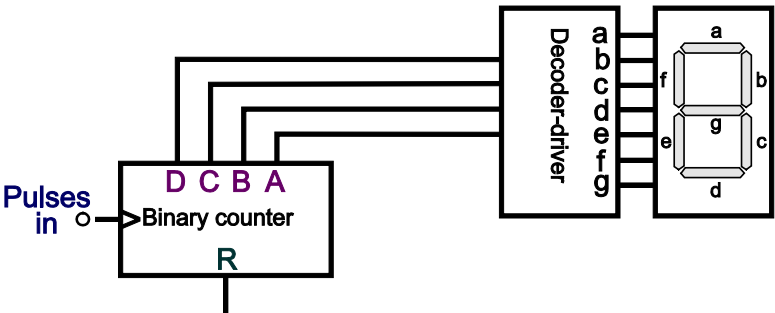 Pulses
in
D C B A
Binary counter
R
Decoder-driver
a
b
c
d
e
f
g
a
f
b
g
e
c
d